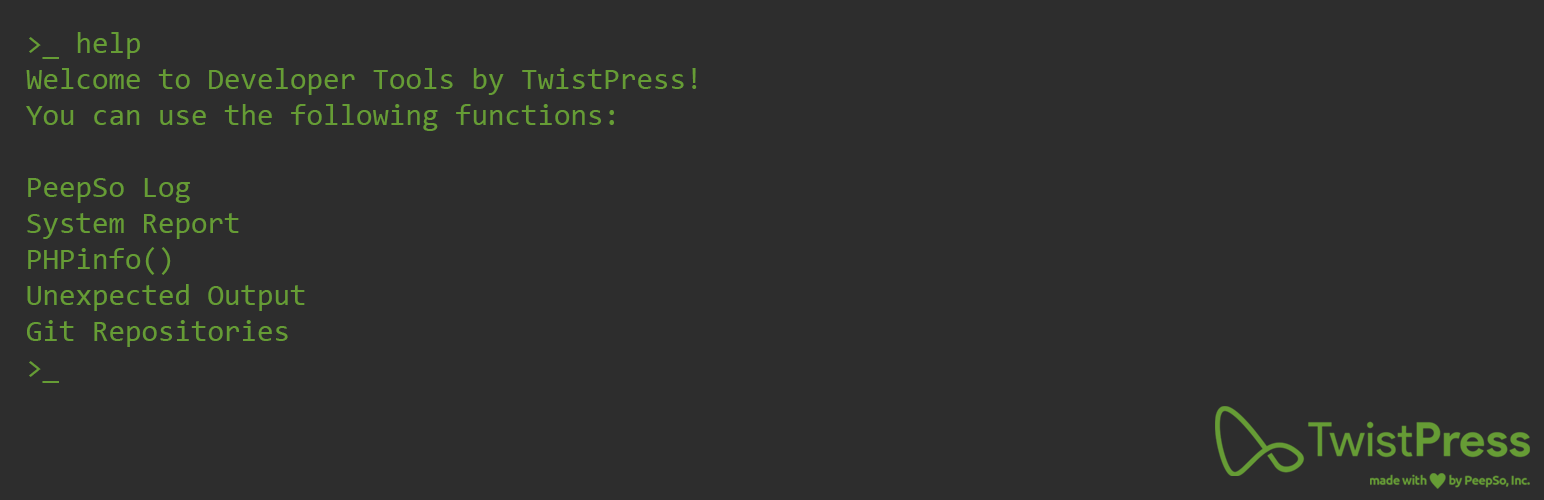 >_ help
Welcome to Developer Tools by TwistPress!
You can use the following functions:
PeepSo Log
System Report
PHPinfo()
Unexpected Output
Git Repositories
>_
TwistPress
made with by PeepSo, Inc.